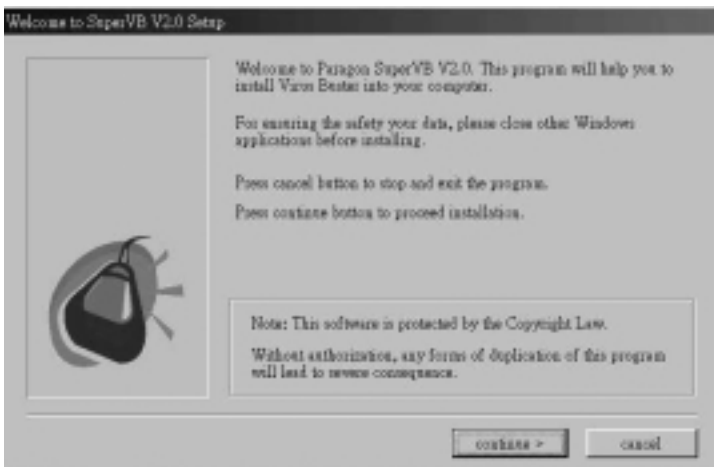 Welcome to SuperVB V2.0 Setup
Welcome to Paragon SuperVB V2.0. This program will help you to
install Virus Buster into your computer.
For ensuring the safety your data, please close other Windows
applications before installing.
Press cancel button to stop and exit the program.
Press continue button to proceed installation.
Note: This software is protected by the Copyright Law.
Without authorization, any forms of duplication of this program
will lead to severe consequence.
continue >
cancel